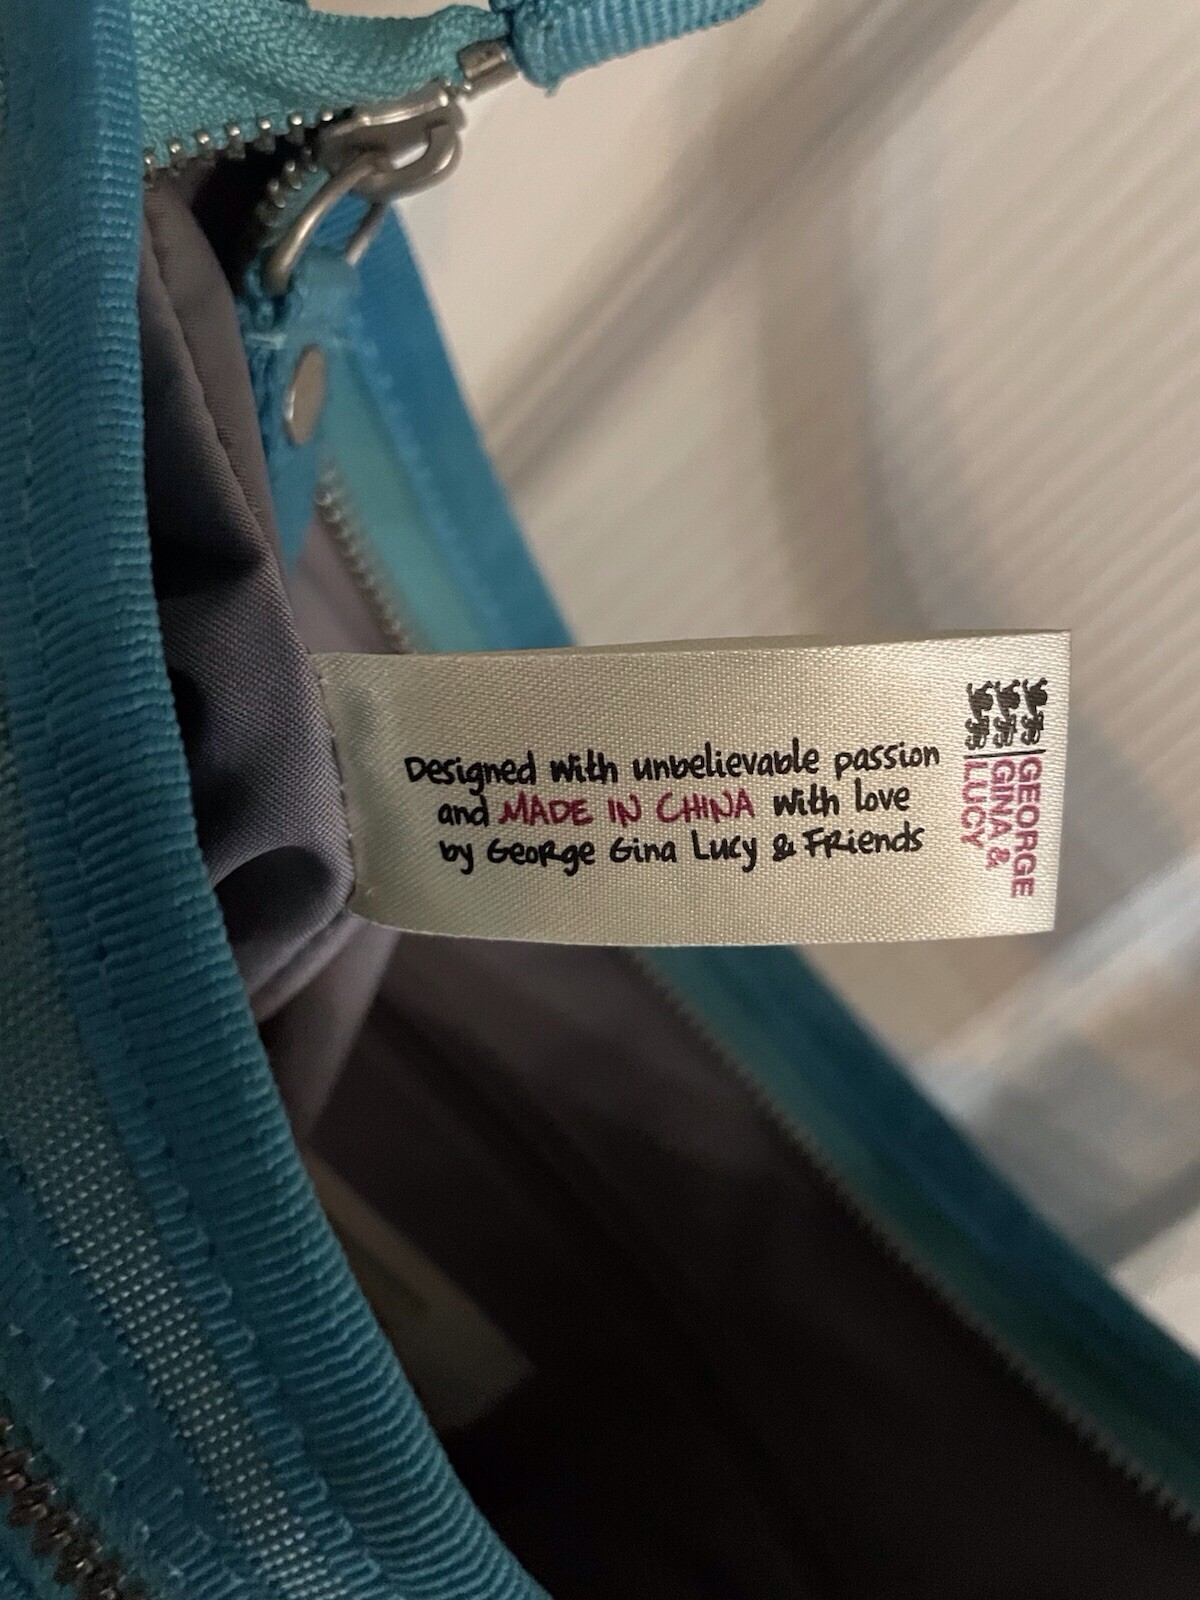 Designed with unbelievable passion
and MADE IN CHINA with love
by George Gina Lucy & Friends
GEORGE
GINA &
LUCY